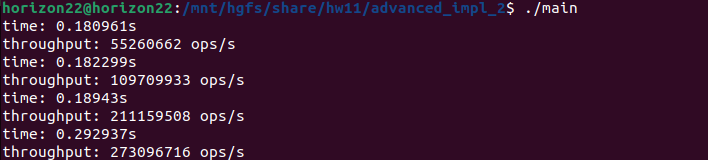 horizon22@horizon22:/mnt/hgfs/share/hw11/advanced_impl_2$ ./main
time: 0.180961s
throughput: 55260662 ops/s
time: 0.182299s
throughput: 109709933 ops/s
time: 0.18943s
throughput: 211159508 ops/s
time: 0.292937s
throughput: 273096716 ops/s